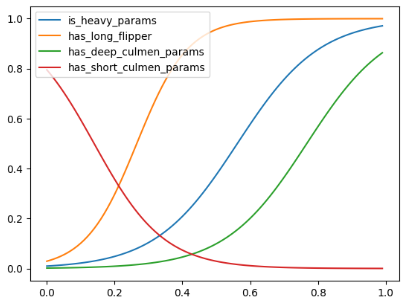 is_heavy_params
has_long_flipper
has_deep_culmen_params
has_short_culmen_params
1.0
0.8
0.6
0.4
0.2
0.0
0.0 0.2 0.4 0.6 0.8 1.0